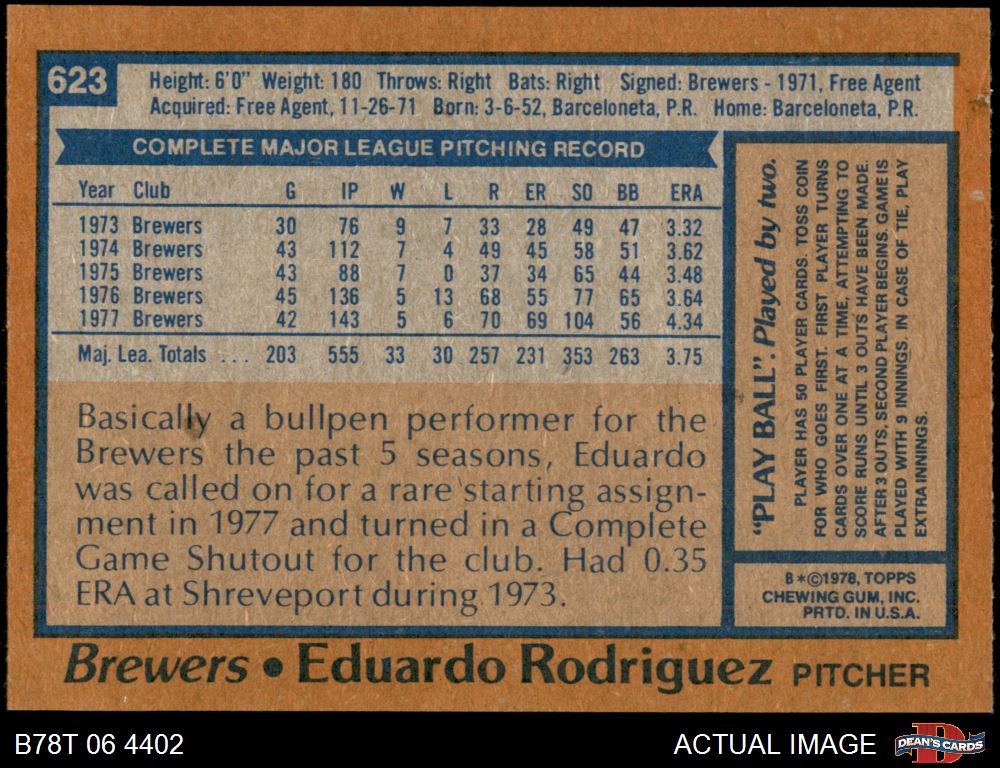 623
Height: 6'0" Weight: 180 Throws: Right Bats: Right Signed: Brewers - 1971, Free Agent
Acquired: Free Agent, 11-26-71 Born: 3-6-52, Barceloneta, P.R. Home: Barceloneta, P.R.
COMPLETE MAJOR LEAGUE PITCHING RECORD
Year Club G IP W L R ER SO BB ERA
1973 Brewers 30 76 9 7 33 28 49 47 3.32
1974 Brewers 43 112 7 4 49 45 58 51 3.62
1975 Brewers 43 88 7 0 37 34 65 44 3.48
1976 Brewers 45 136 5 13 68 55 77 65 3.64
1977 Brewers 42 143 5 6 70 69 104 56 4.34
Maj. Lea. Totals ... 203 555 33 30 257 231 353 263 3.75
Basically a bullpen performer for the
Brewers the past 5 seasons, Eduardo
was called on for a rare starting assign-
ment in 1977 and turned in a Complete
Game Shutout for the club. Had 0.35
ERA at Shreveport during 1973.
"PLAY BALL". Played by two.
PLAYER HAS 50 PLAYER CARDS. TOSS COIN
FOR WHO GOES FIRST. FIRST PLAYER TURNS
CARDS OVER ONE AT A TIME, ATTEMPTING TO
SCORE RUNS UNTIL 3 OUTS HAVE BEEN MADE.
AFTER 3 OUTS, SECOND PLAYER BEGINS. GAME IS
PLAYED WITH 9 INNINGS. IN CASE OF TIE, PLAY
EXTRA INNINGS.
B*©1978, TOPPS
CHEWING GUM, INC.
PRTD. IN U.S.A.
Brewers • Eduardo Rodriguez PITCHER
B78T 06 4402
ACTUAL IMAGE
D
DEAN'S CARDS